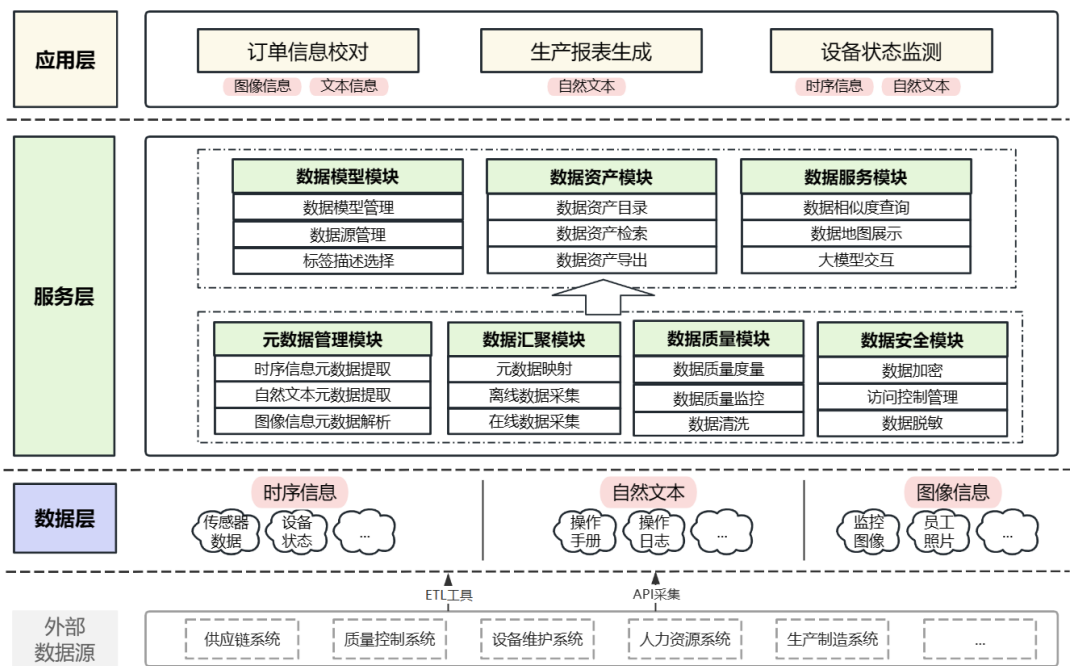 应用层
订单信息校对
生产报表生成
设备状态监测
图像信息
文本信息
自然文本
时序信息
自然文本
服务层
数据模型模块
数据模型管理
数据源管理
标签描述选择
数据资产模块
数据资产目录
数据资产检索
数据资产导出
数据服务模块
数据相似度查询
数据地图展示
大模型交互
元数据管理模块
时序信息元数据提取
自然文本元数据提取
图像信息元数据解析
数据汇聚模块
元数据映射
离线数据采集
在线数据采集
数据质量模块
数据质量度量
数据质量监控
数据清洗
数据安全模块
数据加密
访问控制管理
数据脱敏
数据层
时序信息
传感器
数据
设备
状态
...
自然文本
操作
手册
操作
日志
...
图像信息
监控
图像
员工
照片
...
ETL工具
API采集
外部
数据源
供应链系统
质量控制系统
设备维护系统
人力资源系统
生产制造系统
...